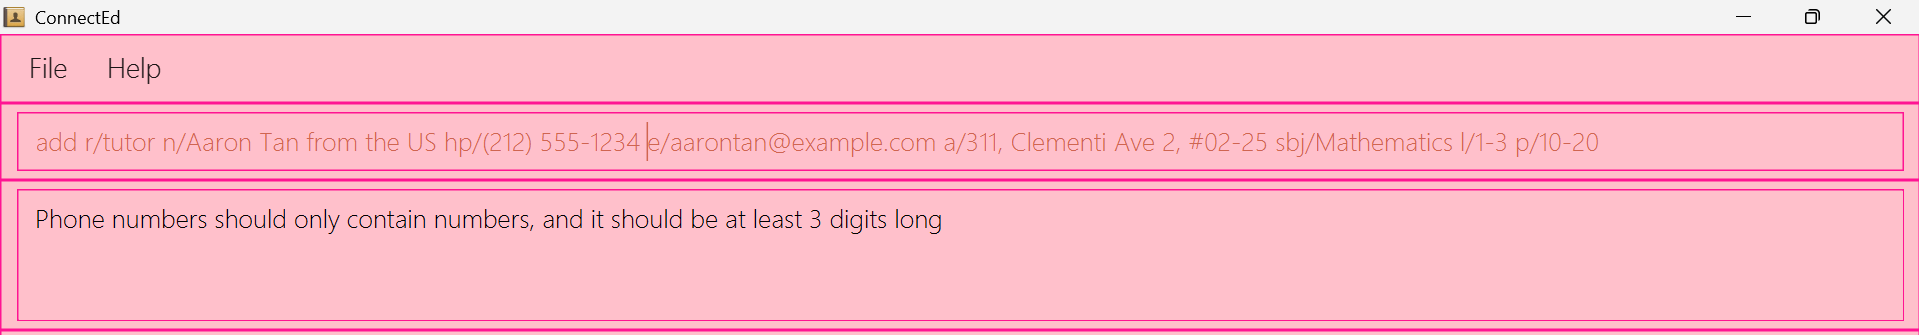 ConnectEd
File Help
add r/tutor n/Aaron Tan from the US hp/(212) 555-1234 e/aarontan@example.com a/311, Clementi Ave 2, #02-25 sbj/Mathematics l/1-3 p/10-20
Phone numbers should only contain numbers, and it should be at least 3 digits long